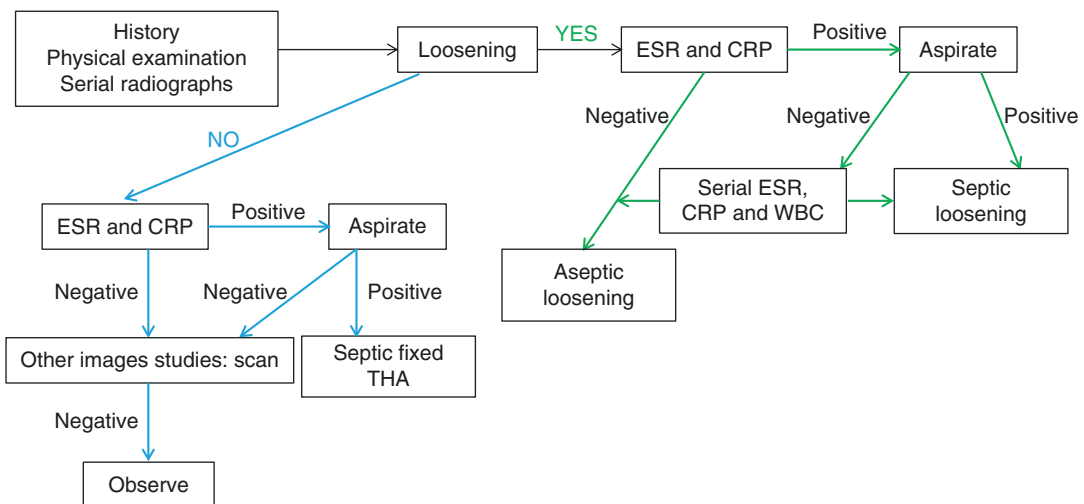 History
Physical examination
Serial radiographs
Loosening
YES
ESR and CRP
Positive
Aspirate
Negative
Negative
Positive
NO
Serial ESR,
CRP and WBC
Septic
loosening
ESR and CRP
Positive
Aspirate
Aseptic
loosening
Negative
Negative
Positive
Other images studies: scan
Septic fixed
THA
Negative
Observe